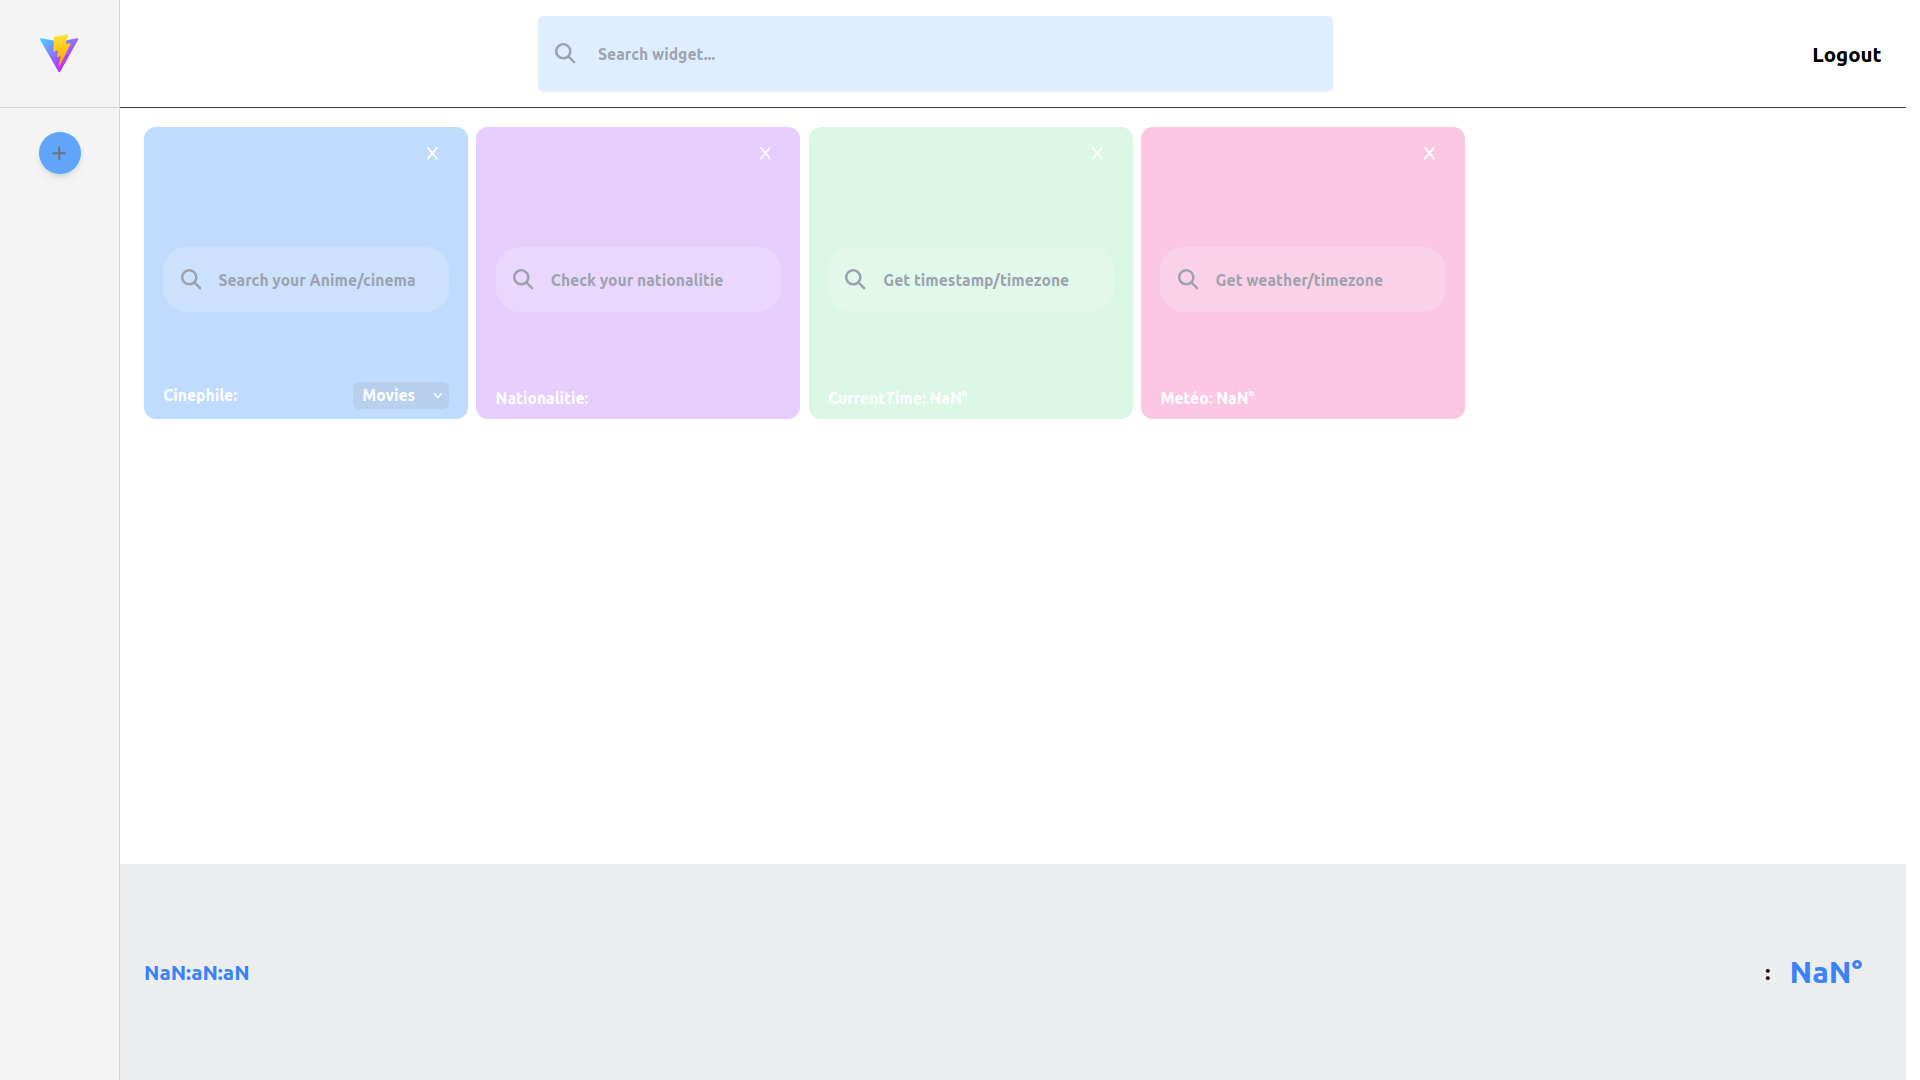 Search widget...
Logout
X
X
X
X
Search your Anime/cinema
Check your nationalitie
Get timestamp/timezone
Get weather/timezone
Cinephile:
Movies
Nationalitie:
CurrentTime: NaN°
Metéo: NaN°
NaN:aN:aN
: NaN°